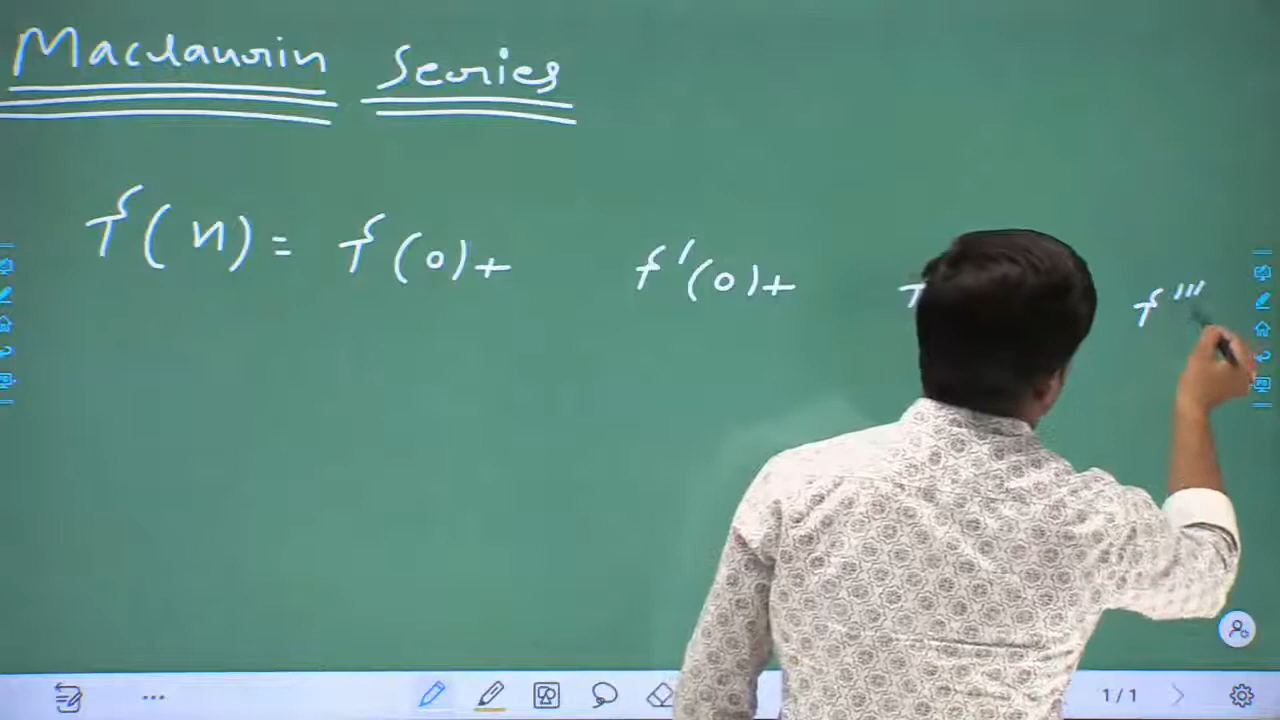 Maclaurin Series
f(x) = f(0) + f'(0) + f'''
1/1